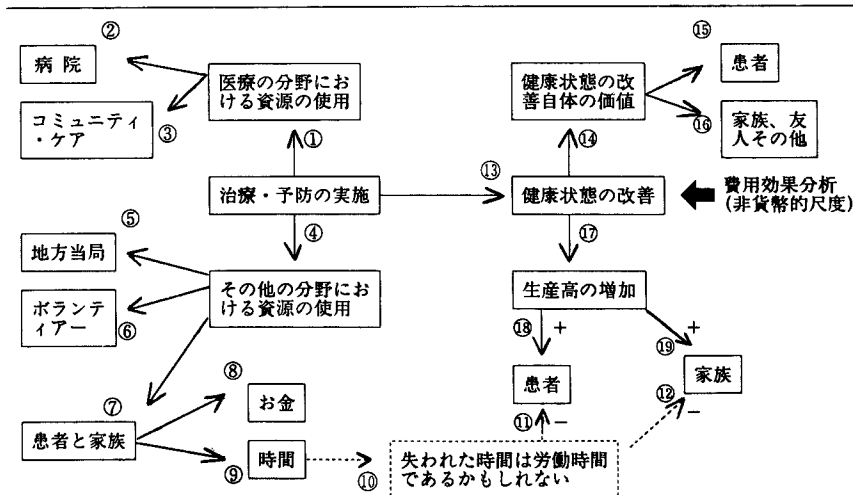 ②
病院
コミュニティ
・ケア
③
医療の分野にお
ける資源の使用
①
治療・予防の実施
④
⑤
地方当局
ボランテ
ィアー
⑥
その他の分野にお
ける資源の使用
⑦
患者と家族
⑧
お金
⑨
時間
⑩
失われた時間は労働時間
であるかもしれない
⑬
健康状態の改
善自体の価値
⑮
患者
⑯
家族、友
人その他
⑭
健康状態の改善
費用効果分析
(非貨幣的尺度)
⑰
生産高の増加
⑱
+
⑲
+
患者
家族
⑪
−
⑫
−